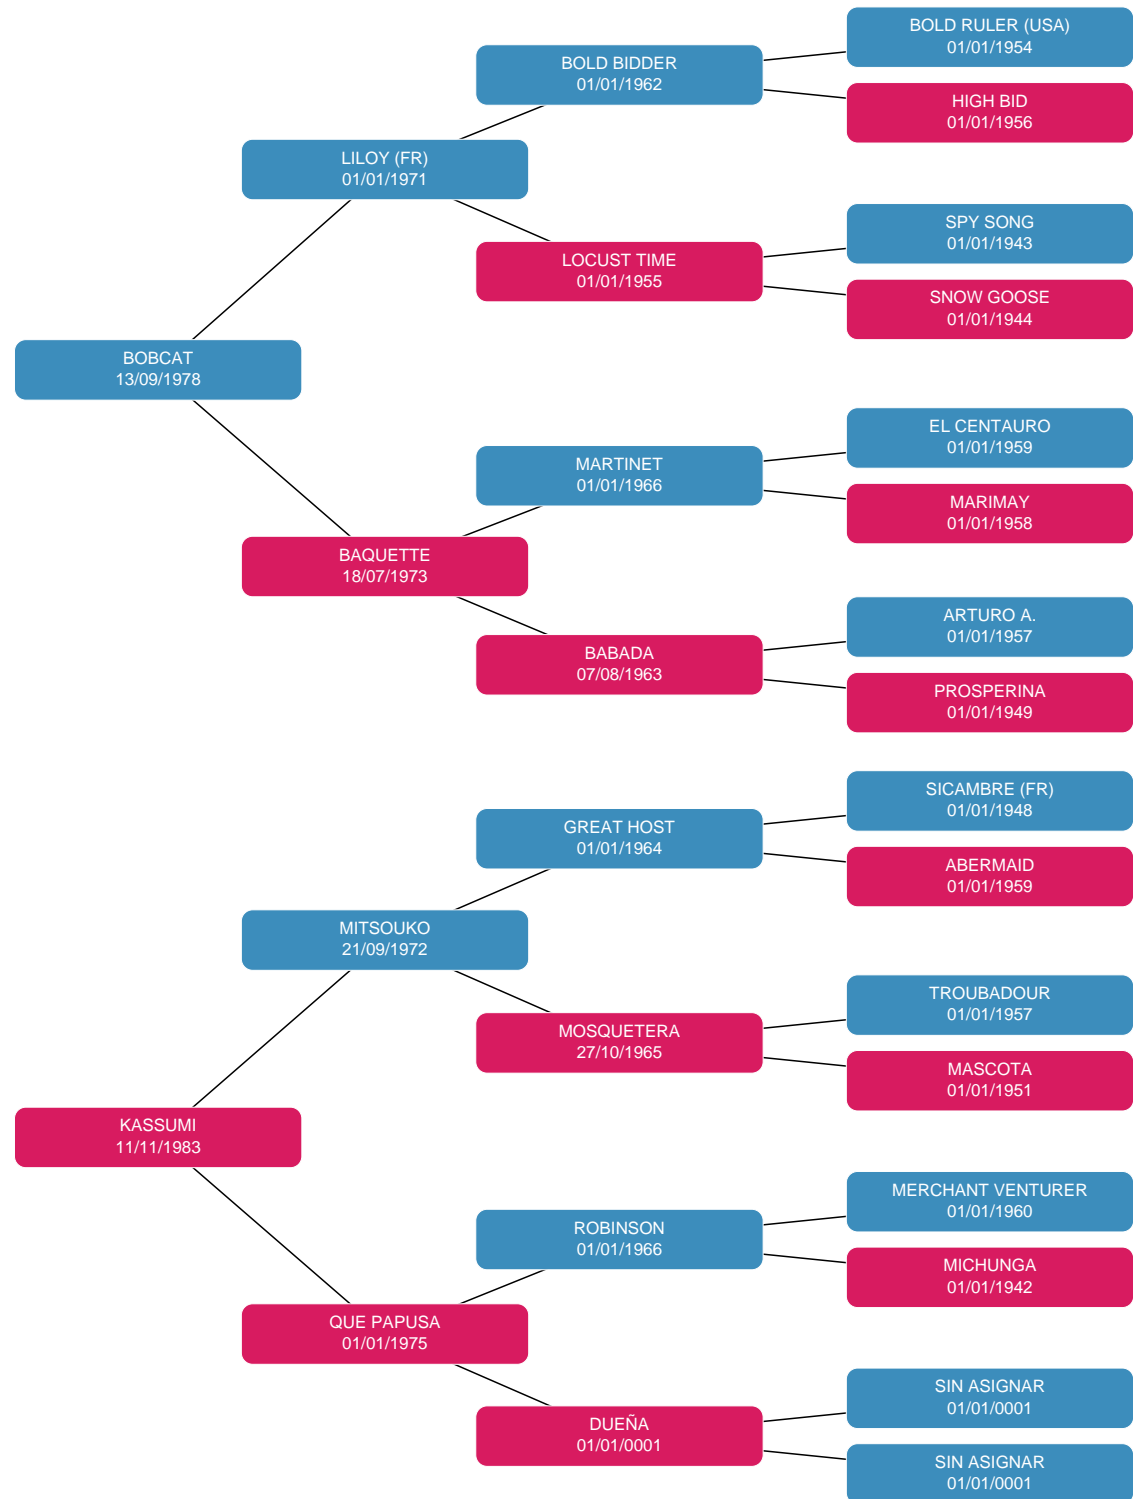 BOLD RULER (USA)
01/01/1954
BOLD BIDDER
01/01/1962
HIGH BID
01/01/1956
LILOY (FR)
01/01/1971
SPY SONG
01/01/1943
LOCUST TIME
01/01/1955
SNOW GOOSE
01/01/1944
BOBCAT
13/09/1978
EL CENTAURO
01/01/1959
MARTINET
01/01/1966
MARIMAY
01/01/1958
BAQUETTE
18/07/1973
ARTURO A.
01/01/1957
BABADA
07/08/1963
PROSPERINA
01/01/1949
SICAMBRE (FR)
01/01/1948
GREAT HOST
01/01/1964
ABERMAID
01/01/1959
MITSOUKO
21/09/1972
TROUBADOUR
01/01/1957
MOSQUETERA
27/10/1965
MASCOTA
01/01/1951
KASSUMI
11/11/1983
MERCHANT VENTURER
01/01/1960
ROBINSON
01/01/1966
MICHUNGA
01/01/1942
QUE PAPUSA
01/01/1975
SIN ASIGNAR
01/01/0001
DUEÑA
01/01/0001
SIN ASIGNAR
01/01/0001